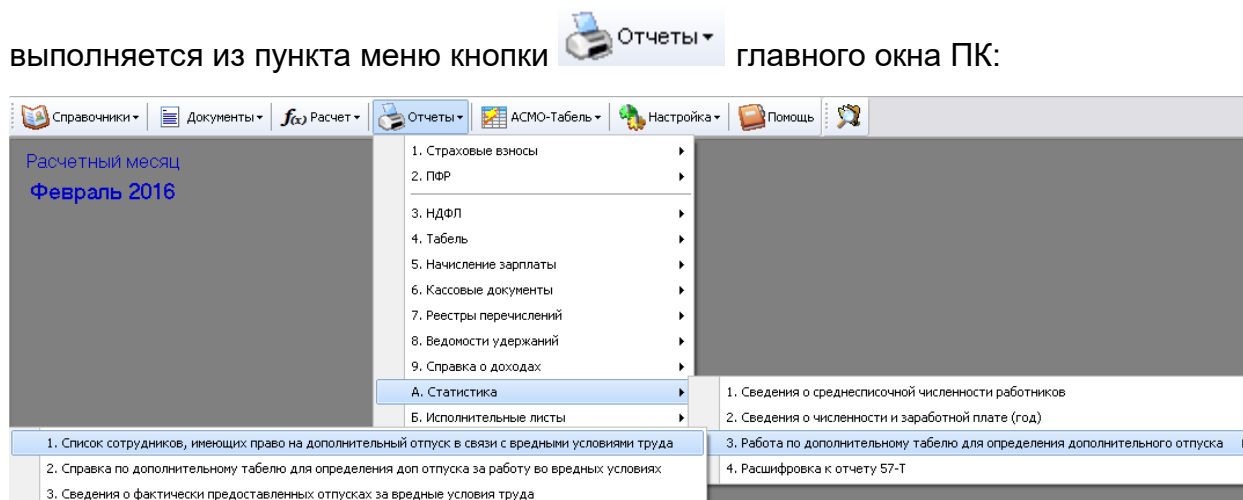 выполняется из пункта меню кнопки Отчеты главного окна ПК:
Справочники Документы f(x) Расчет Отчеты АСМО-Табель Настройка Помощь
Расчетный месяц
Февраль 2016
1. Страховые взносы
2. ПФР
3. НДФЛ
4. Табель
5. Начисление зарплаты
6. Кассовые документы
7. Реестры перечислений
8. Ведомости удержаний
9. Справка о доходах
А. Статистика
Б. Исполнительные листы
1. Сведения о среднесписочной численности работников
2. Сведения о численности и заработной плате (год)
3. Работа по дополнительному табелю для определения дополнительного отпуска
4. Расшифровка к отчету 57-Т
1. Список сотрудников, имеющих право на дополнительный отпуск в связи с вредными условиями труда
2. Справка по дополнительному табелю для определения доп отпуска за работу во вредных условиях
3. Сведения о фактически предоставленных отпусках за вредные условия труда